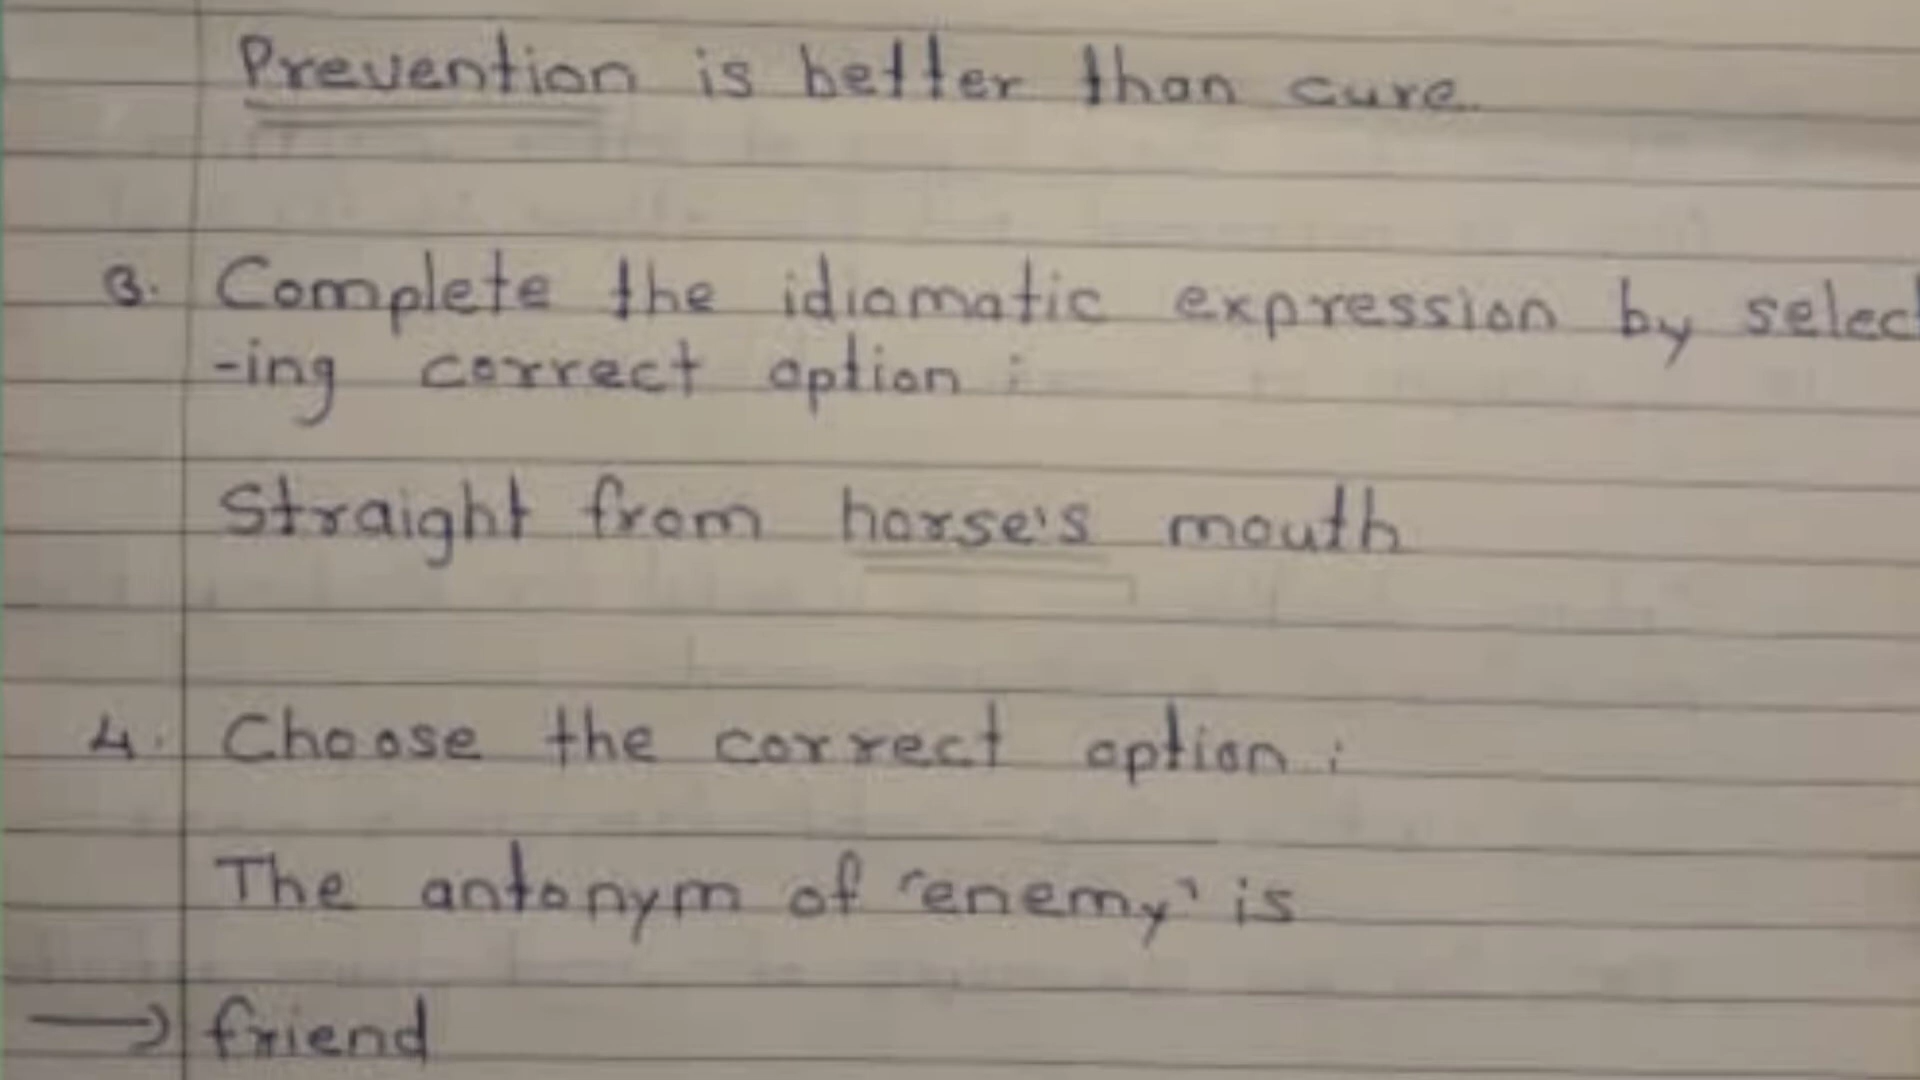 Prevention is better than cure.
3. Complete the idiomatic expression by select
-ing correct option :
Straight from horse's mouth
4. Choose the correct option :
The antonym of 'enemy' is
→ friend